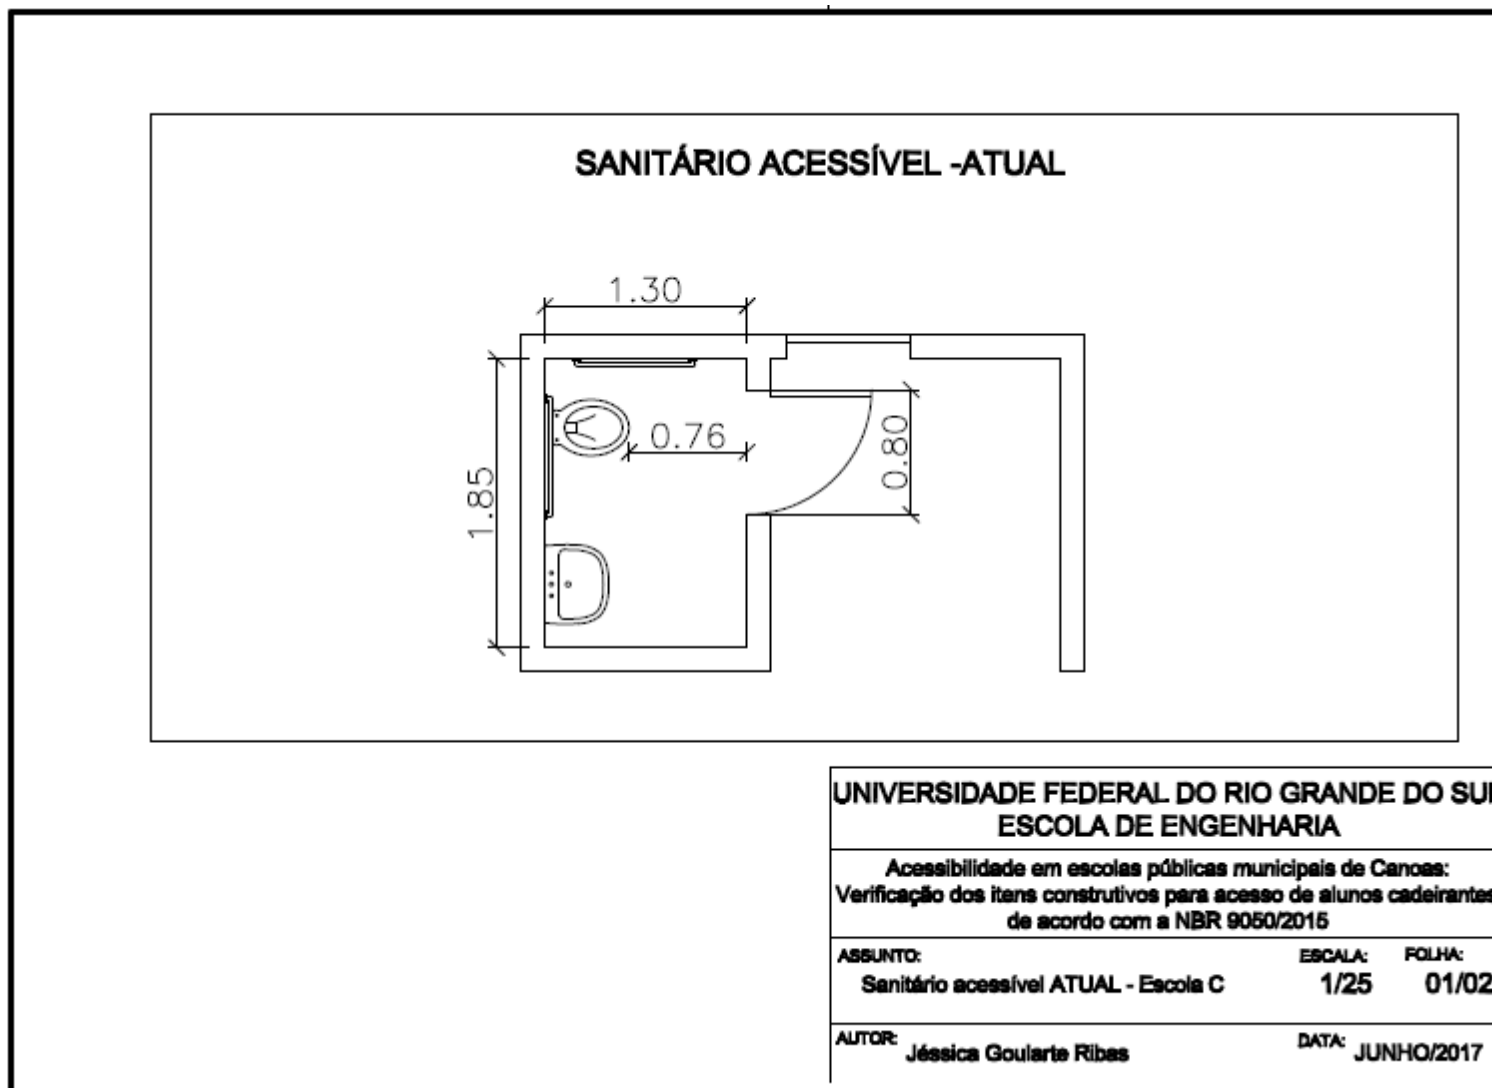 SANITÁRIO ACESSÍVEL -ATUAL
1.30
0.76
0.80
1.85
UNIVERSIDADE FEDERAL DO RIO GRANDE DO SUL
ESCOLA DE ENGENHARIA
Acessibilidade em escolas públicas municipais de Canoas:
Verificação dos itens construtivos para acesso de alunos cadeirantes
de acordo com a NBR 9050/2015
ASSUNTO: ESCALA: FOLHA:
Sanitário acessível ATUAL - Escola C 1/25 01/02
AUTOR: Jéssica Goularte Ribas DATA: JUNHO/2017